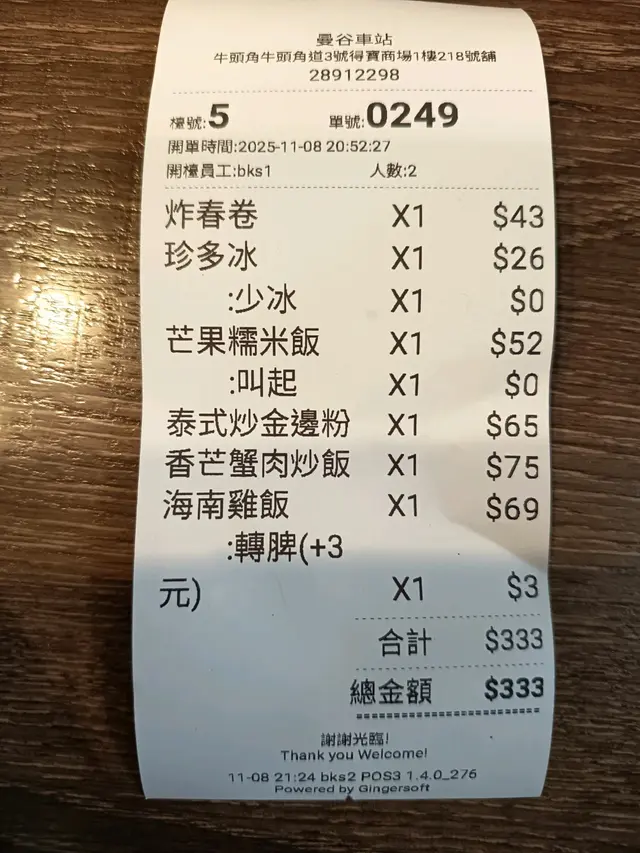 曼谷車站
牛頭角牛頭角道3號得寶商場1樓218號舖
28912298
檯號:5 單號:0249
開單時間:2025-11-08 20:52:27
開檯員工:bks1 人數:2
炸春卷 X1 $43
珍多冰 X1 $26
:少冰 X1 $0
芒果糯米飯 X1 $52
:叫起 X1 $0
泰式炒金邊粉 X1 $65
香芒蟹肉炒飯 X1 $75
海南雞飯 X1 $69
:轉脾(+3
元) X1 $3
合計 $333
總金額 $333
謝謝光臨!
Thank you Welcome!
11-08 21:24 bks2 POS3 1.4.0_276
Powered by Gingersoft